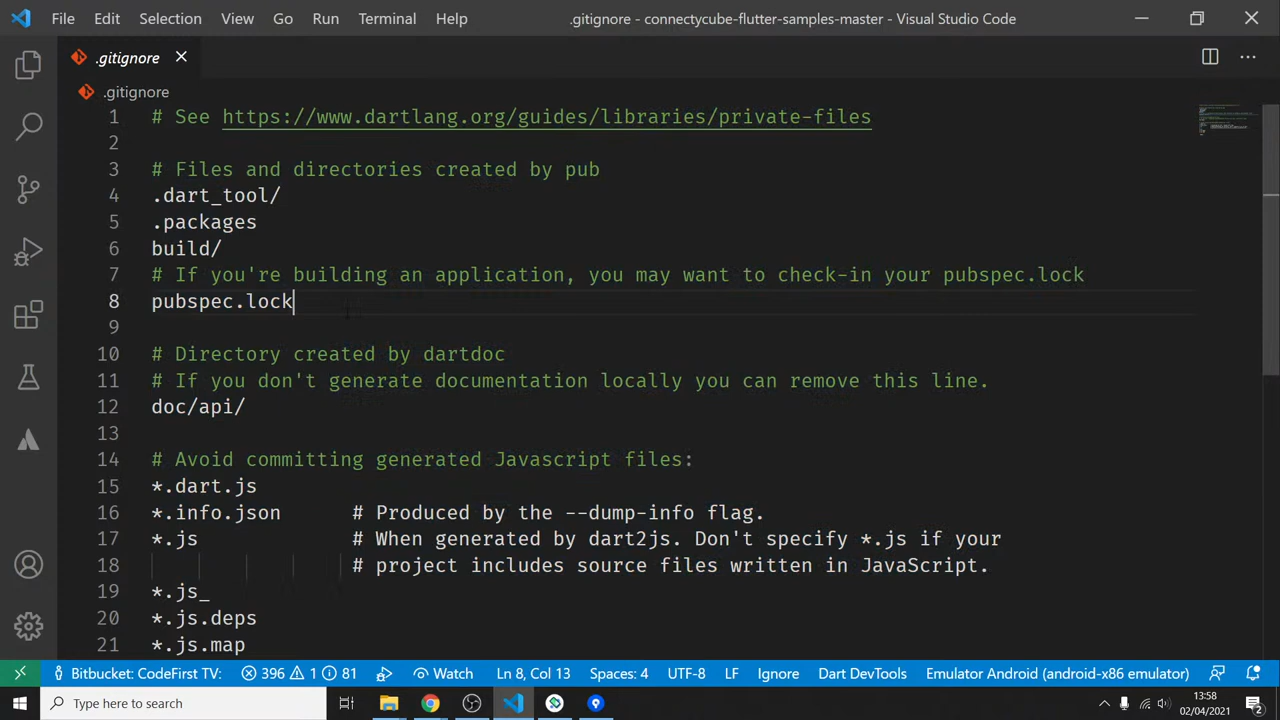 File Edit Selection View Go Run Terminal Help .gitignore - connectycube-flutter-samples-master - Visual Studio Code
.gitignore
.gitignore
1 # See https://www.dartlang.org/guides/libraries/private-files
2
3 # Files and directories created by pub
4 .dart_tool/
5 .packages
6 build/
7 # If you're building an application, you may want to check-in your pubspec.lock
8 pubspec.lock
9
10 # Directory created by dartdoc
11 # If you don't generate documentation locally you can remove this line.
12 doc/api/
13
14 # Avoid committing generated Javascript files:
15 *.dart.js
16 *.info.json # Produced by the --dump-info flag.
17 *.js # When generated by dart2js. Don't specify *.js if your
18 # project includes source files written in JavaScript.
19 *.js_
20 *.js.deps
21 *.js.map
Bitbucket: CodeFirst TV: 396 1 81 Watch Ln 8, Col 13 Spaces: 4 UTF-8 LF Ignore Dart DevTools Emulator Android (android-x86 emulator)
Type here to search 13:58
02/04/2021 2